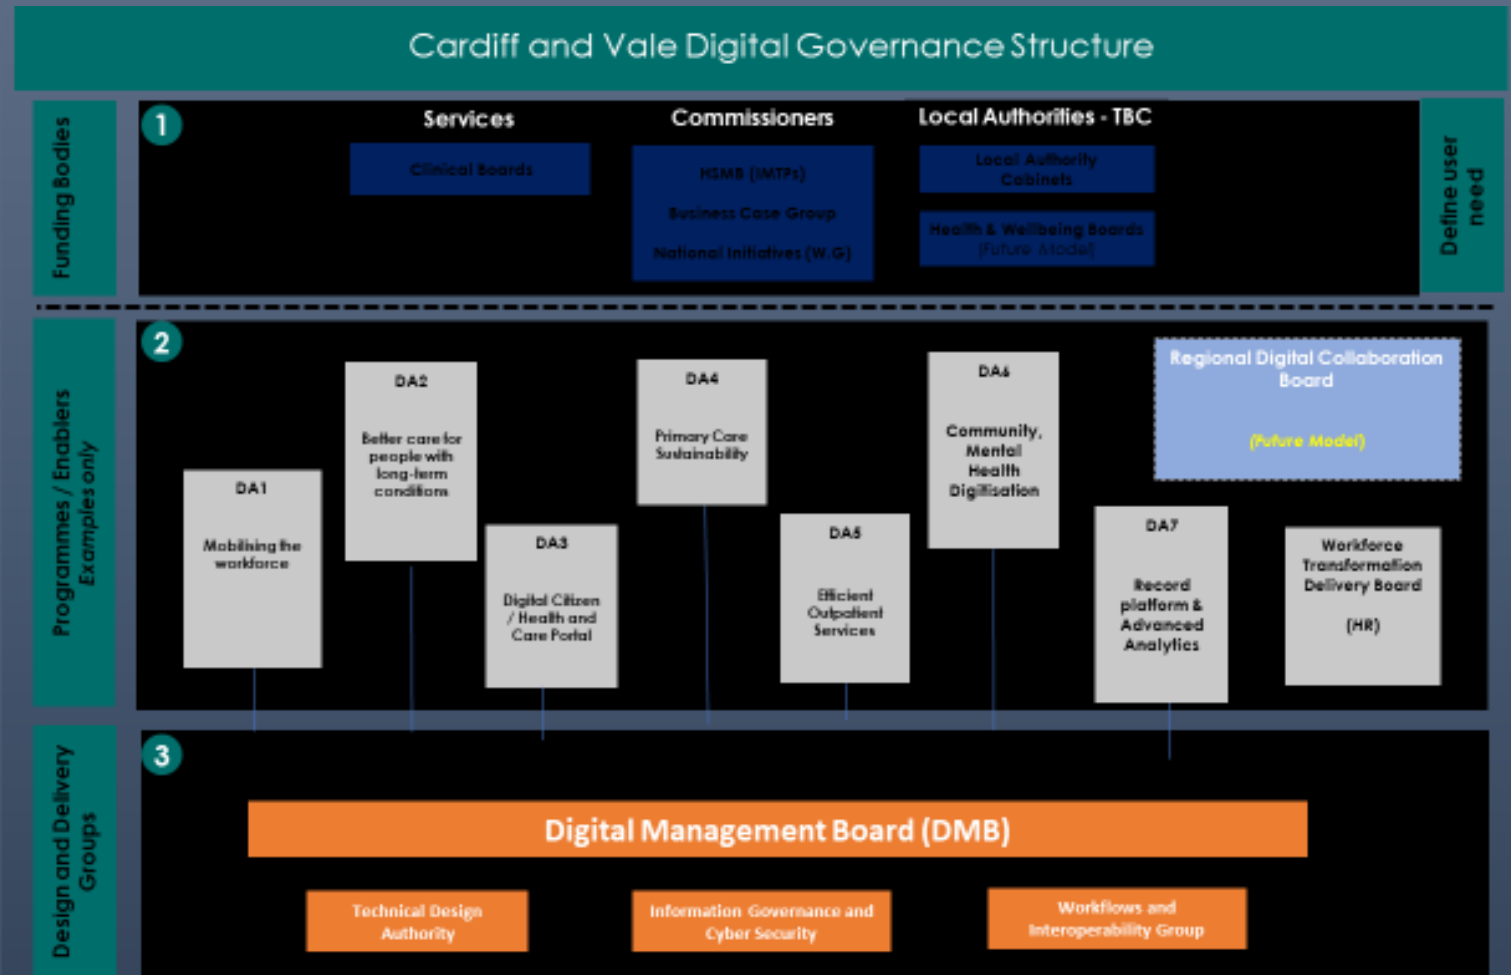 Cardiff and Vale Digital Governance Structure
Funding Bodies
1
Services
Clinical Boards
Commissioners
HSMB (IMTPs)
Business Case Group
National Initiatives (W.G)
Local Authorities - TBC
Local Authority
Cabinets
Health & Wellbeing Boards
(Future Model)
Define user
need
Programmes / Enablers
Examples only
2
DA1
Mobilising the
workforce
DA2
Better care for
people with
long-term
conditions
DA3
Digital Citizen
/ Health and
Care Portal
DA4
Primary Care
Sustainability
DA5
Efficient
Outpatient
Services
DA6
Community,
Mental
Health
Digitisation
DA7
Record
platform &
Advanced
Analytics
Regional Digital Collaboration
Board
(Future Model)
Workforce
Transformation
Delivery Board
(HR)
Design and Delivery
Groups
3
Digital Management Board (DMB)
Technical Design
Authority
Information Governance and
Cyber Security
Workflows and
Interoperability Group